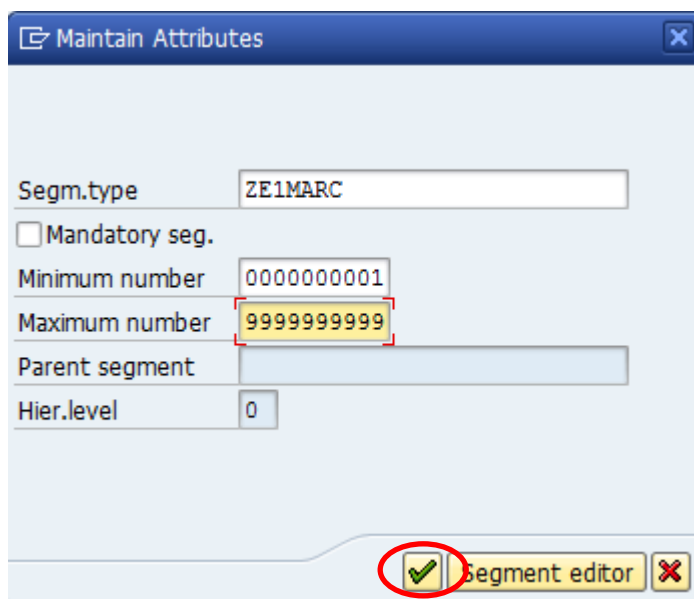 Maintain Attributes
Segm.type ZE1MARC
Mandatory seg.
Minimum number 0000000001
Maximum number 9999999999
Parent segment
Hier.level 0
Segment editor